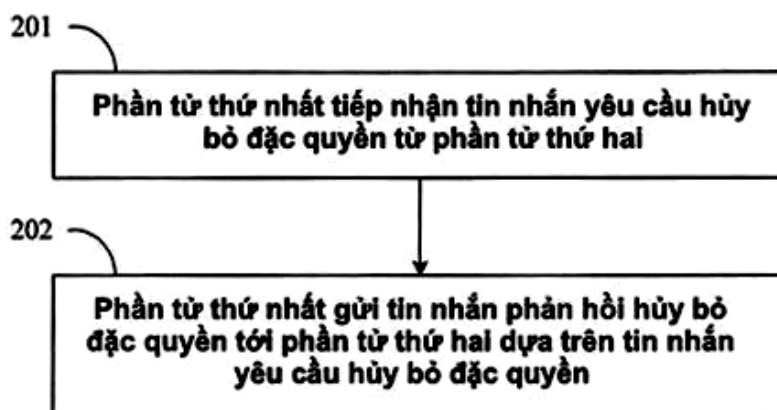 201
Phần tử thứ nhất tiếp nhận tin nhắn yêu cầu hủy
bỏ đặc quyền từ phần tử thứ hai
202
Phần tử thứ nhất gửi tin nhắn phản hồi hủy bỏ
đặc quyền tới phần tử thứ hai dựa trên tin nhắn
yêu cầu hủy bỏ đặc quyền